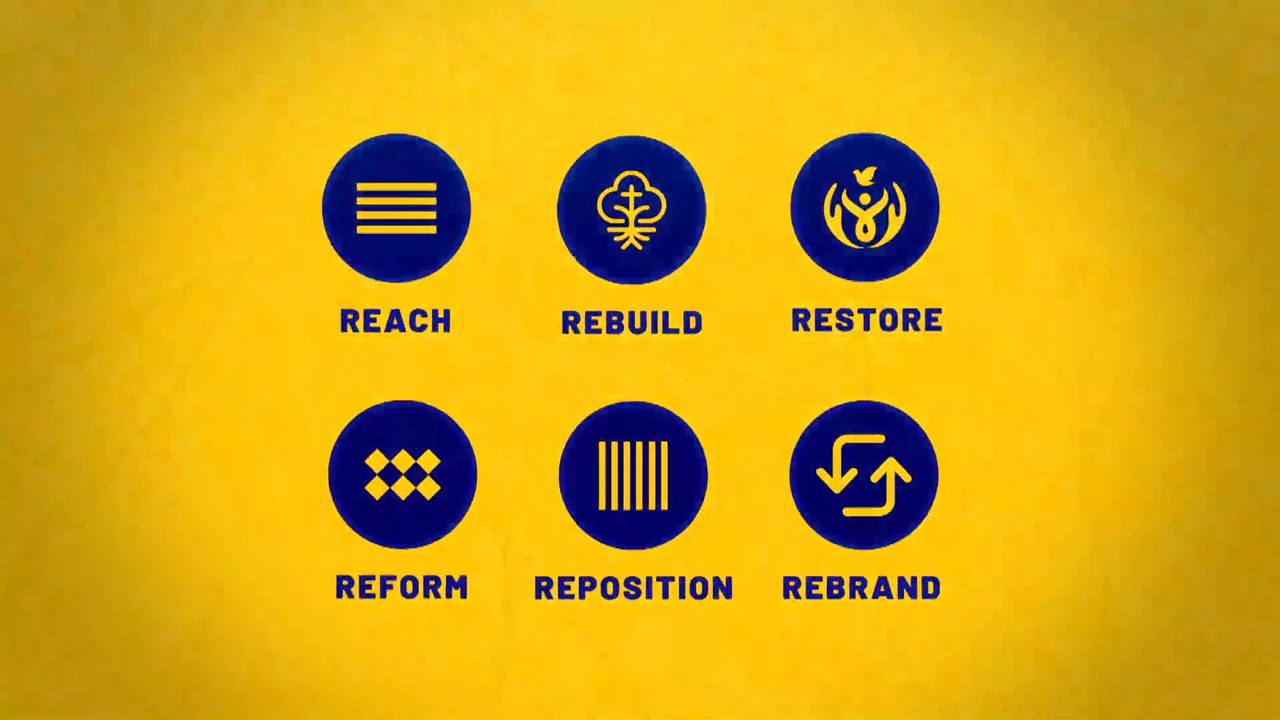 REACH
REBUILD
RESTORE
REFORM
REPOSITION
REBRAND